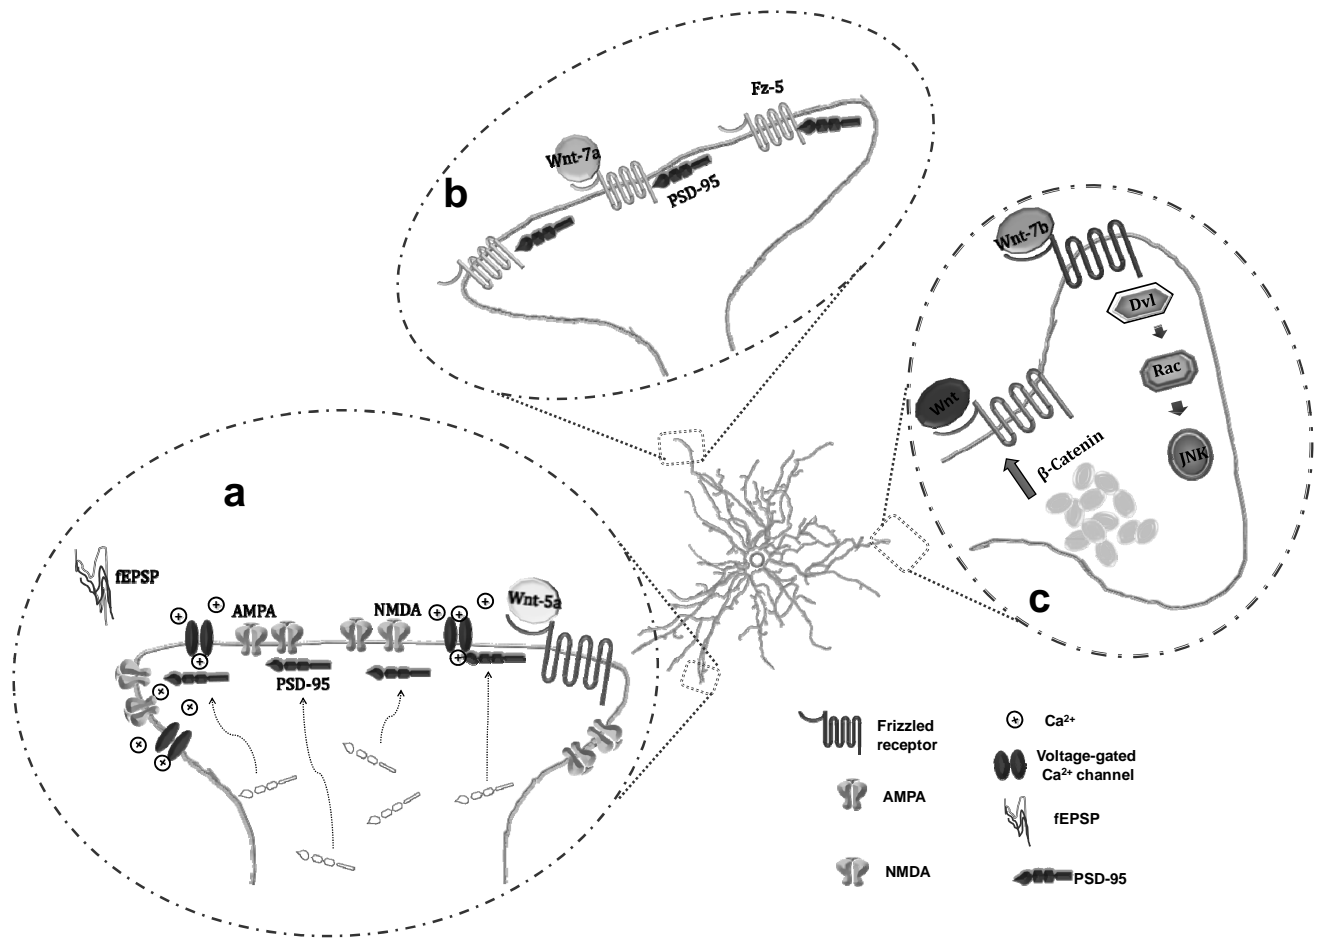 Fz-5
Wnt-7a
b
PSD-95
Wnt-7b
Dvl
Rac
Wnt
β-Catenin
JNK
c
a
fEPSP
AMPA
NMDA
Wnt-5a
PSD-95
Frizzled
receptor
AMPA
NMDA
Ca²⁺
Voltage-gated
Ca²⁺ channel
fEPSP
PSD-95